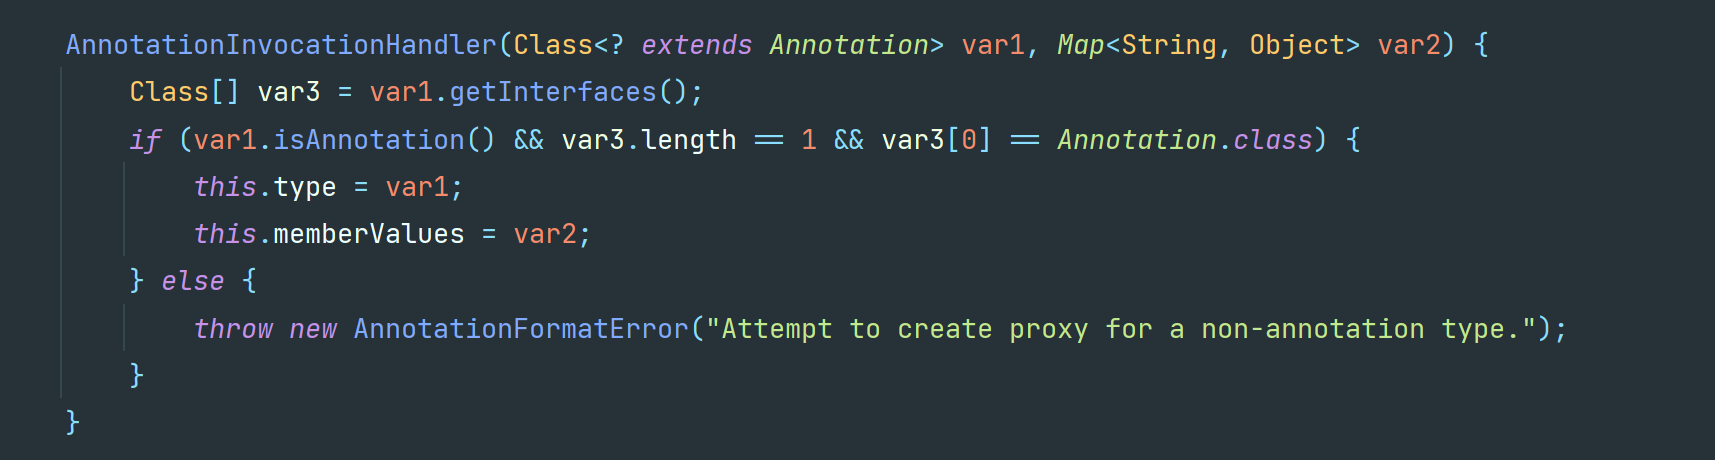 AnnotationInvocationHandler(Class<? extends Annotation> var1, Map<String, Object> var2) {
    Class[] var3 = var1.getInterfaces();
    if (var1.isAnnotation() && var3.length == 1 && var3[0] == Annotation.class) {
        this.type = var1;
        this.memberValues = var2;
    } else {
        throw new AnnotationFormatError("Attempt to create proxy for a non-annotation type.");
    }
}